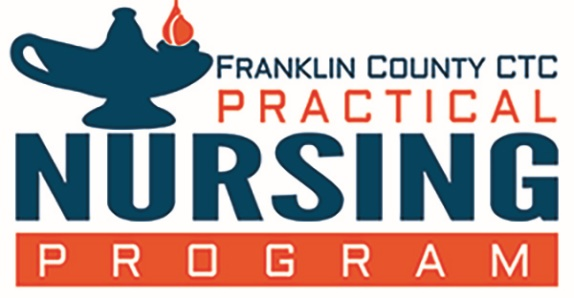 FRANKLIN COUNTY CTC
PRACTICAL
NURSING
PROGRAM